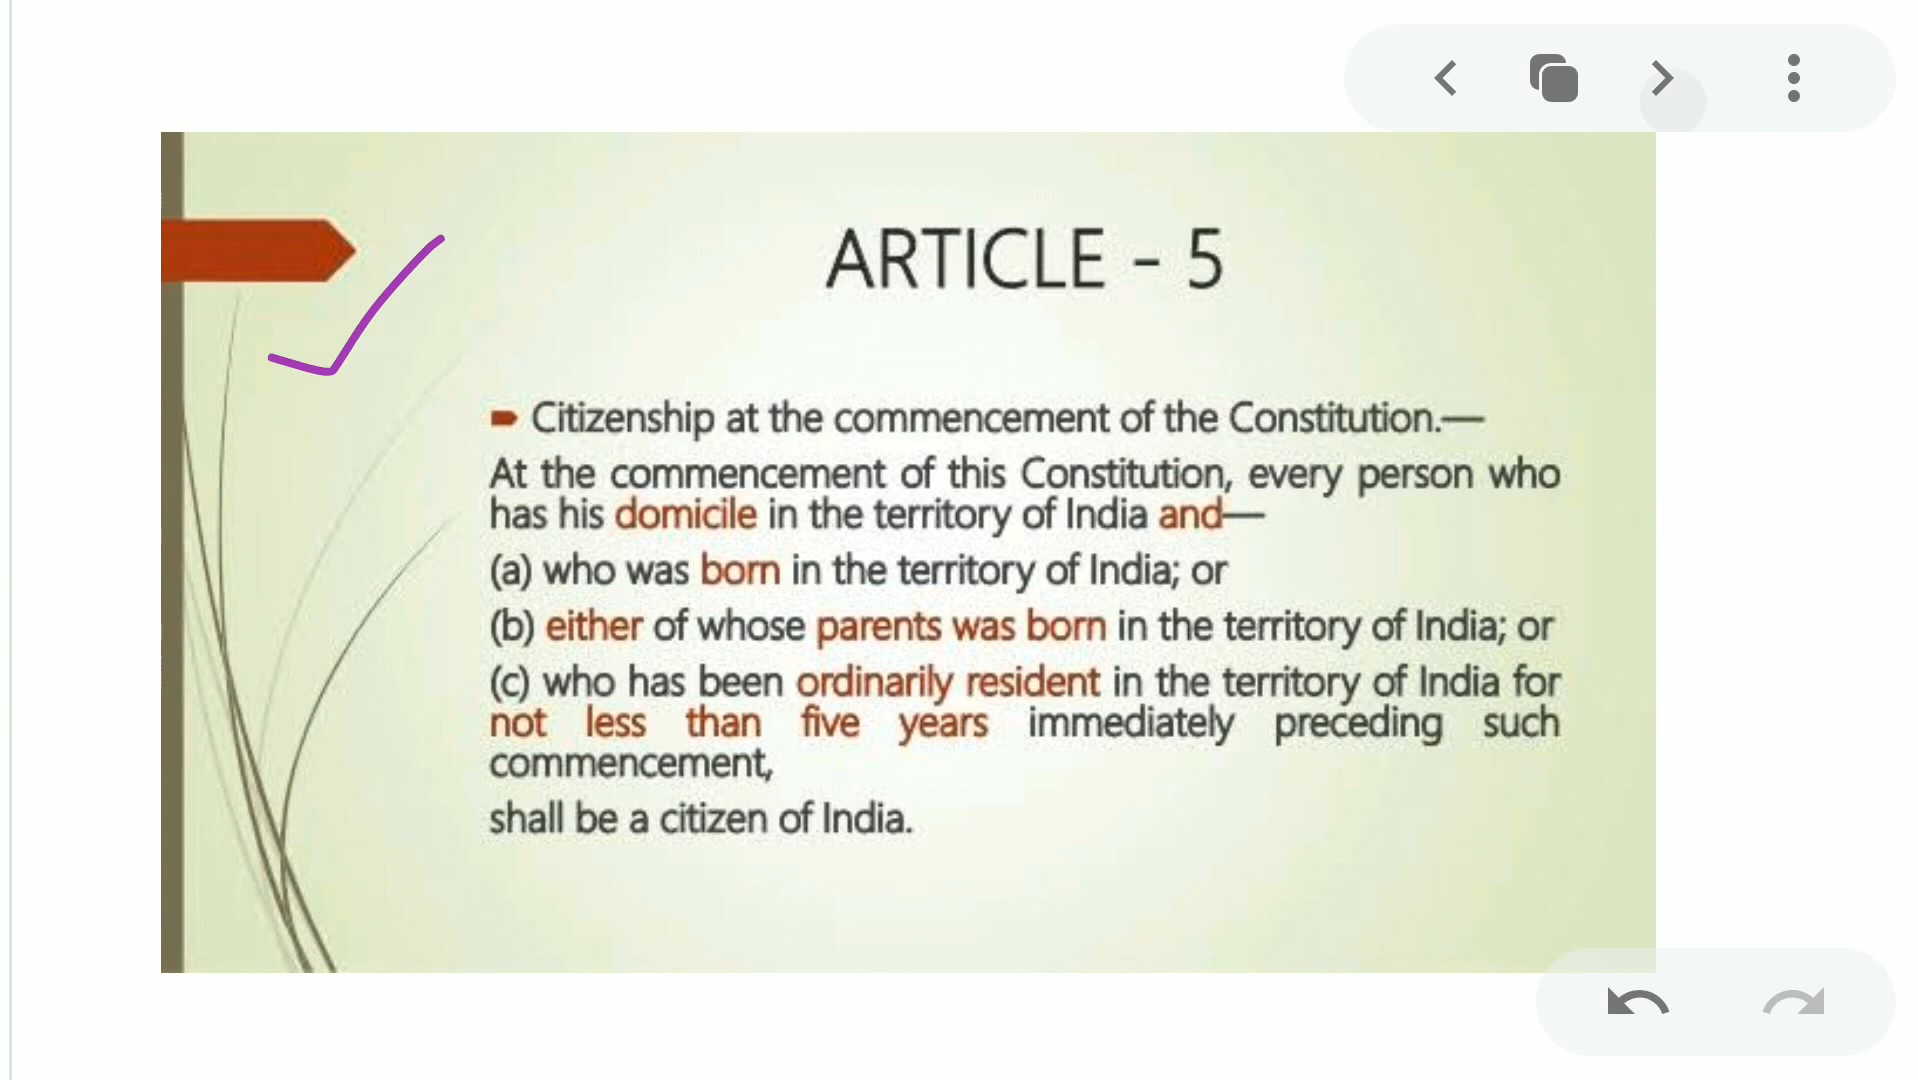 ARTICLE - 5
Citizenship at the commencement of the Constitution.—
At the commencement of this Constitution, every person who
has his domicile in the territory of India and—
(a) who was born in the territory of India; or
(b) either of whose parents was born in the territory of India; or
(c) who has been ordinarily resident in the territory of India for
not less than five years immediately preceding such
commencement,
shall be a citizen of India.